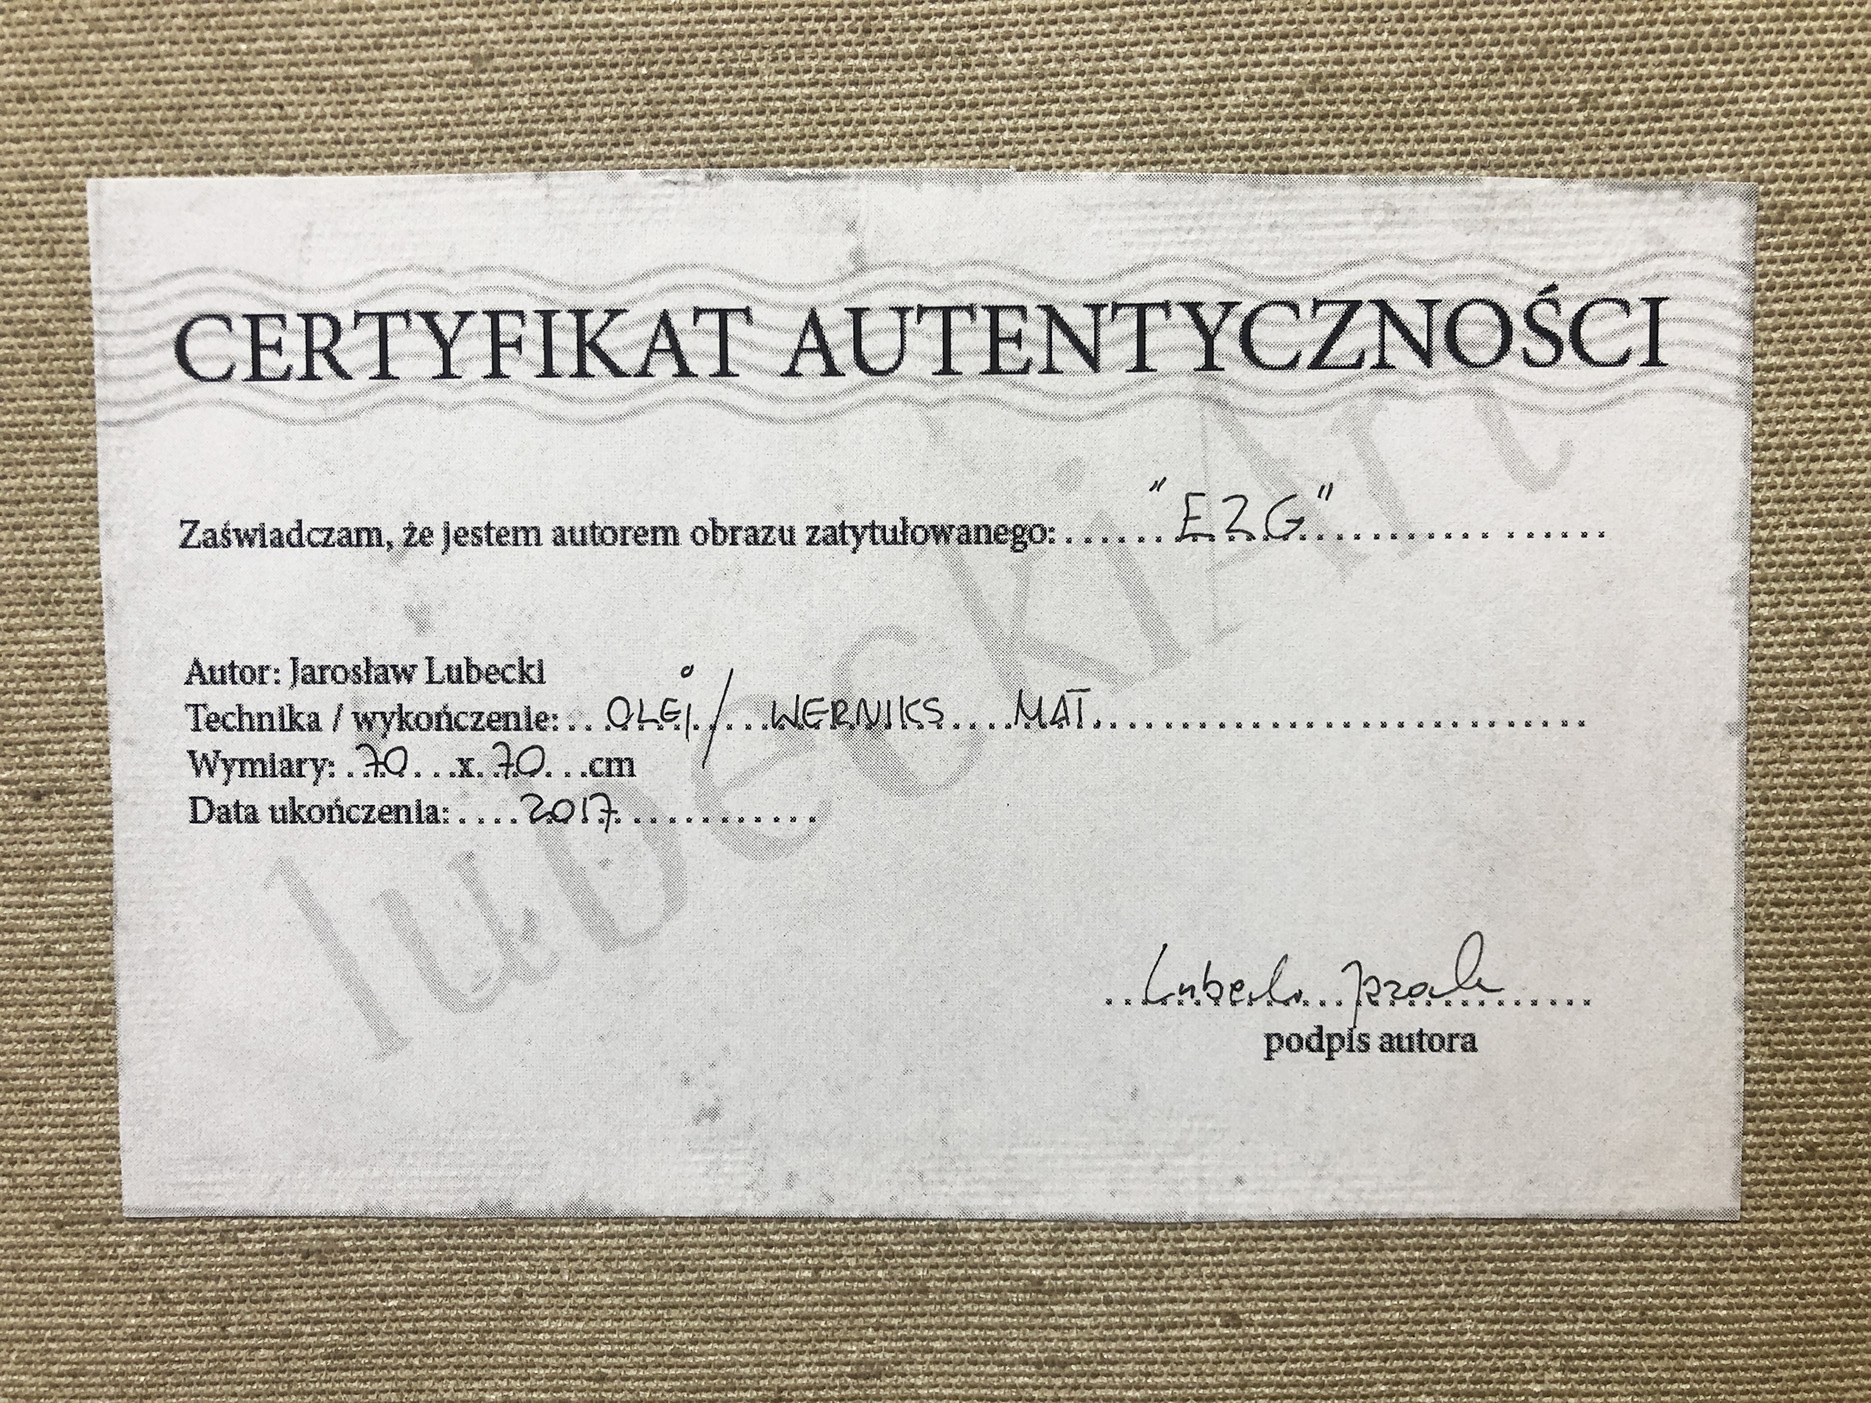 CERTYFIKAT AUTENTYCZNOŚCI
Zaświadczam, że jestem autorem obrazu zatytułowanego: "E2G"
Autor: Jarosław Lubecki
Technika / wykończenie: OLEj / WERNIKS MAT
Wymiary: 70 x 70 cm
Data ukończenia: 2017
podpis autora
lubeckiArt